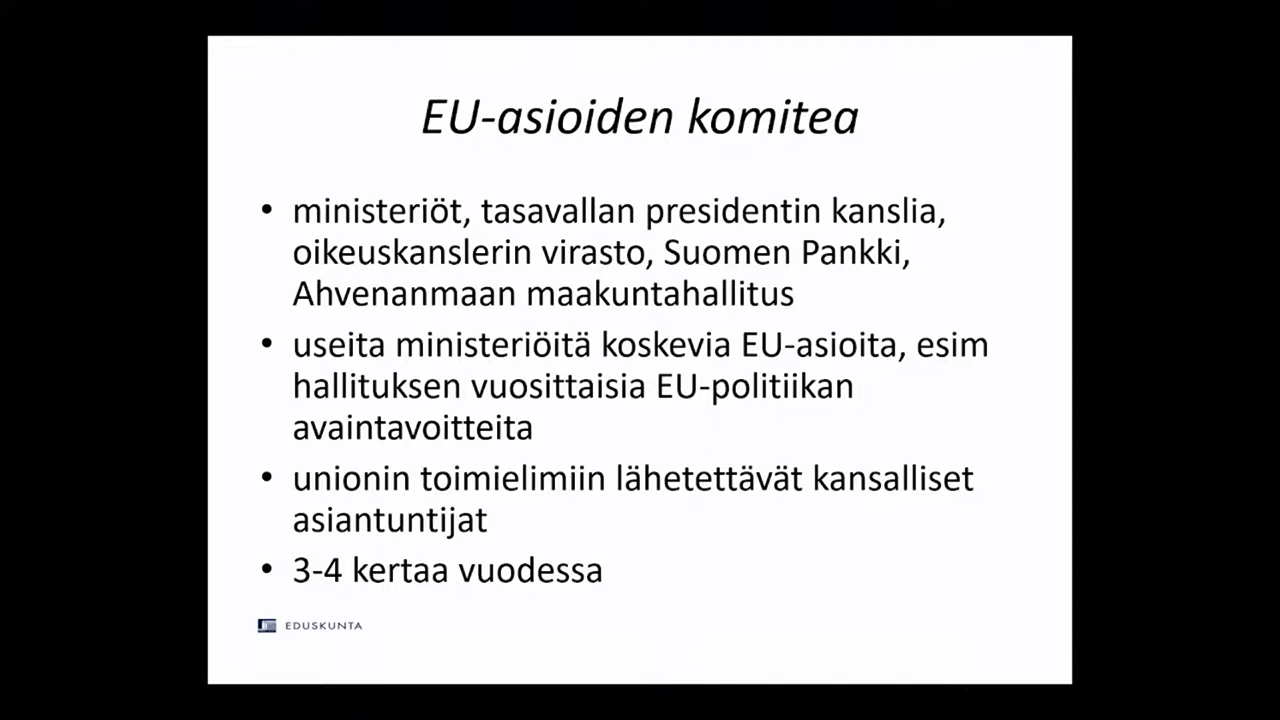 EU-asioiden komitea
• ministeriöt, tasavallan presidentin kanslia,
oikeuskanslerin virasto, Suomen Pankki,
Ahvenanmaan maakuntahallitus
• useita ministeriöitä koskevia EU-asioita, esim
hallituksen vuosittaisia EU-politiikan
avaintavoitteita
• unionin toimielimiin lähetettävät kansalliset
asiantuntijat
• 3-4 kertaa vuodessa
EDUSKUNTA